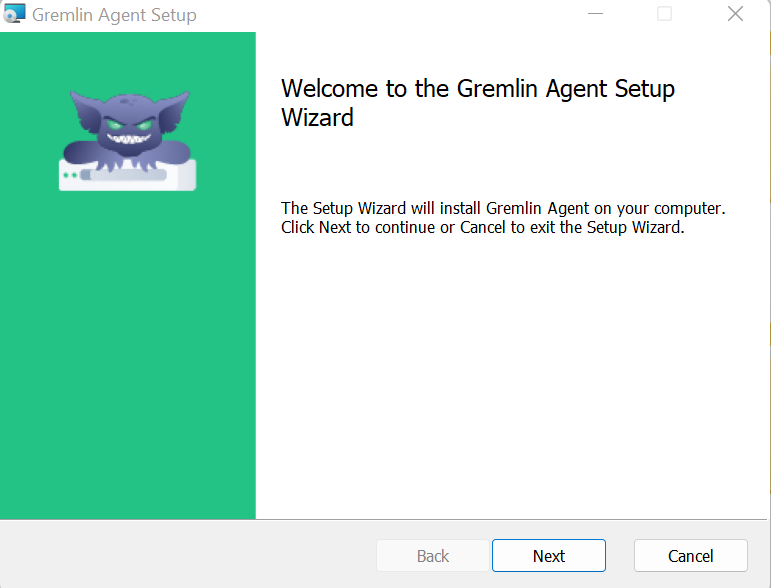 Gremlin Agent Setup
Welcome to the Gremlin Agent Setup
Wizard
The Setup Wizard will install Gremlin Agent on your computer.
Click Next to continue or Cancel to exit the Setup Wizard.
Back
Next
Cancel